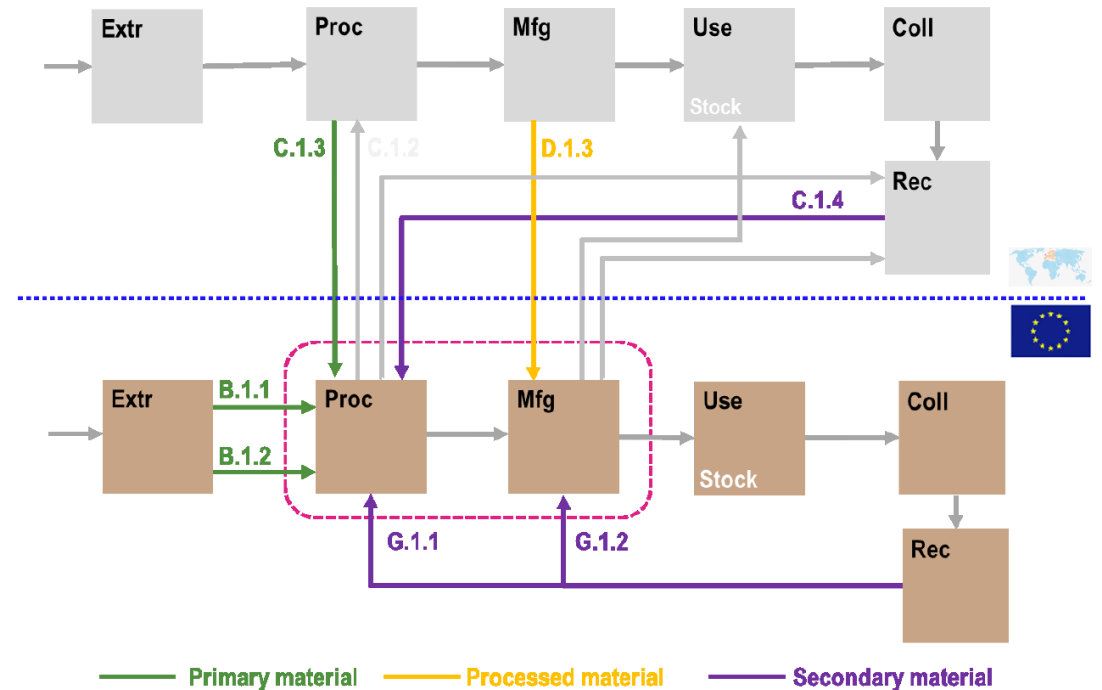 Extr
Proc
Mfg
Use
Coll
Stock
C.1.3
C.1.2
D.1.3
Rec
C.1.4
Extr
B.1.1
Proc
Mfg
Use
Coll
B.1.2
Stock
G.1.1
G.1.2
Rec
Primary material
Processed material
Secondary material